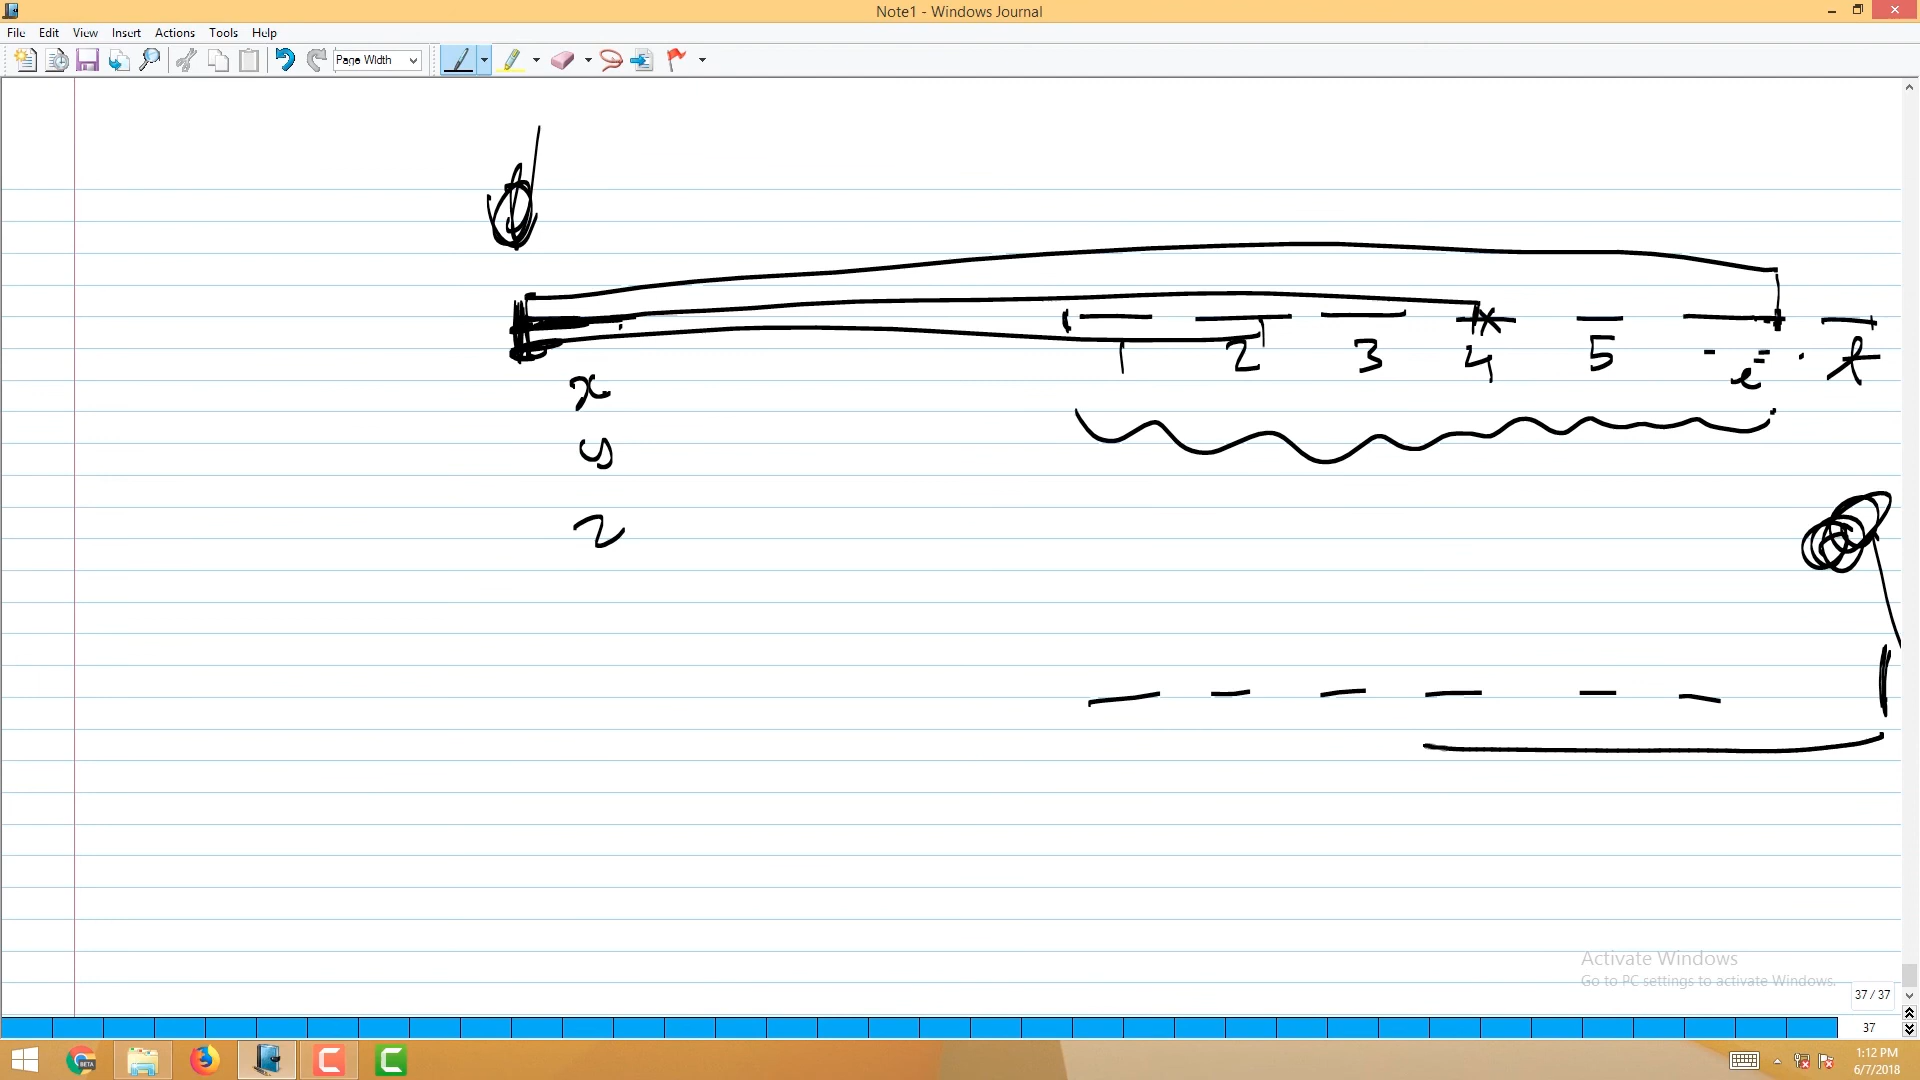 Note1 - Windows Journal
File Edit View Insert Actions Tools Help
Page Width
1 2 3 4 5 - - e . t
x
y
z
Activate Windows
Go to PC settings to activate Windows.
37 / 37
37
BETA
1:12 PM
6/7/2018